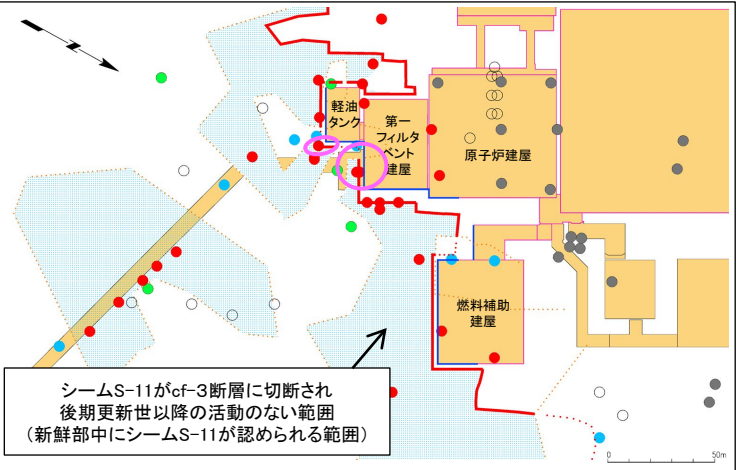 軽油
タンク
第一
フィルタ
ベント
建屋
原子炉建屋
燃料補助
建屋
シームS-11がcf-3断層に切断され
後期更新世以降の活動のない範囲
(新鮮部中にシームS-11が認められる範囲)
0 50m